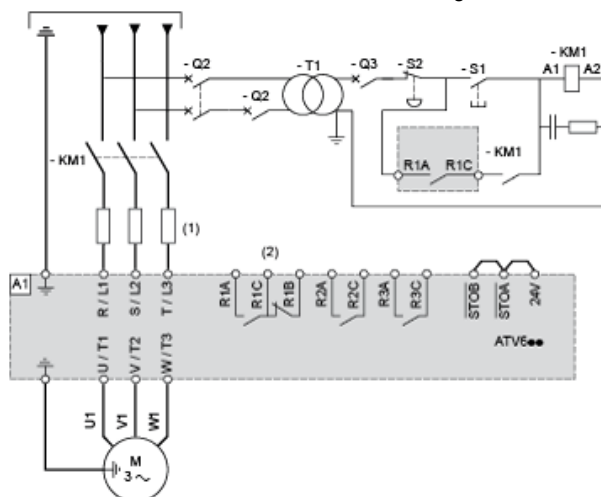 - Q2
- T1
- Q3
- S2
- S1
- KM1
A1
A2
- Q2
- KM1
R1A
R1C
- KM1
(1)
(2)
A1
R / L1
S / L2
T / L3
R1A
R1C
R1B
R2A
R2C
R3A
R3C
STOB
STOA
24V
ATV6●●
U / T1
V / T2
W / T3
U1
V1
W1
M
3 ~